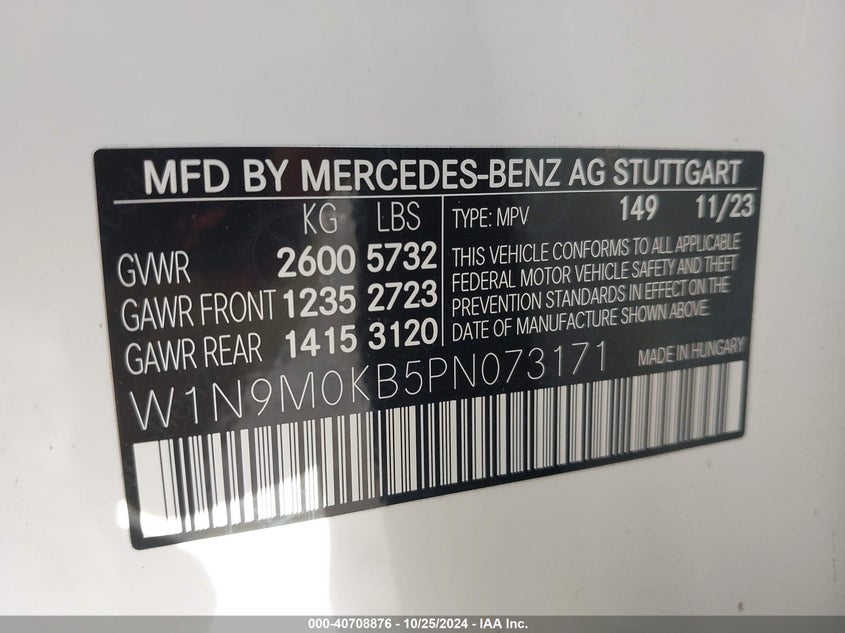 MFD BY MERCEDES-BENZ AG STUTTGART
KG LBS
GVWR 2600 5732
GAWR FRONT 1235 2723
GAWR REAR 1415 3120
TYPE: MPV 149 11/23
THIS VEHICLE CONFORMS TO ALL APPLICABLE
FEDERAL MOTOR VEHICLE SAFETY AND THEFT
PREVENTION STANDARDS IN EFFECT ON THE
DATE OF MANUFACTURE SHOWN ABOVE.
W1N9M0KB5PN073171 MADE IN HUNGARY
000-40708876 - 10/25/2024 - IAA Inc.